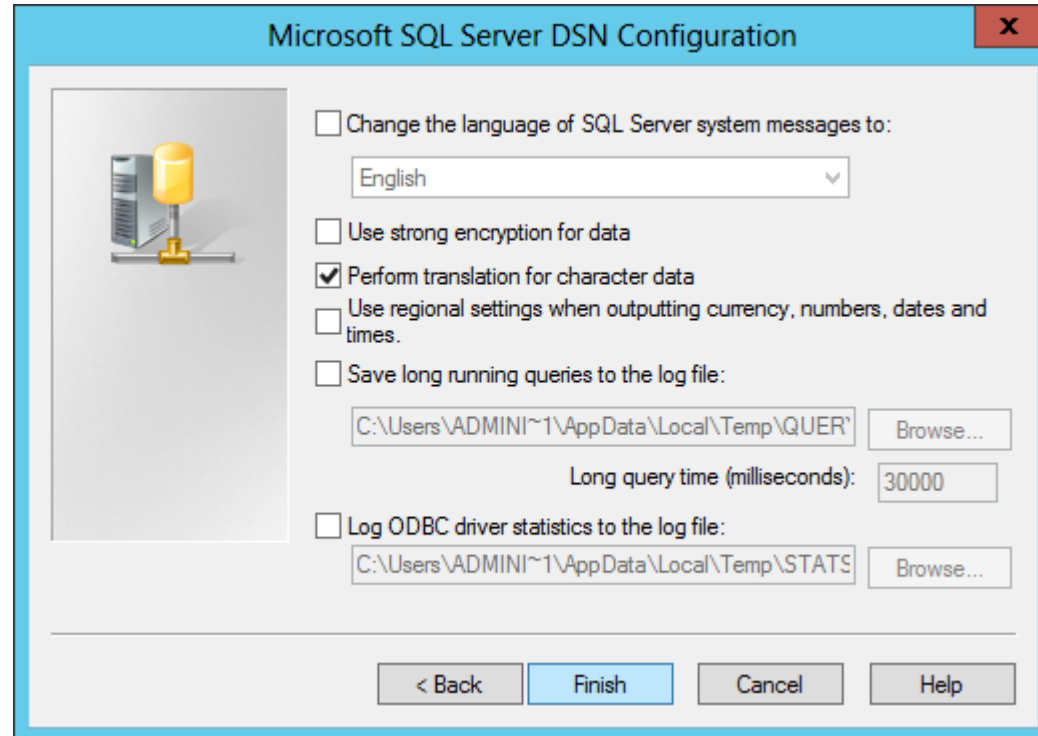 Microsoft SQL Server DSN Configuration
x
Change the language of SQL Server system messages to:
English
Use strong encryption for data
Perform translation for character data
Use regional settings when outputting currency, numbers, dates and
times.
Save long running queries to the log file:
C:\Users\ADMINI~1\AppData\Local\Temp\QUERY
Browse...
Long query time (milliseconds):
30000
Log ODBC driver statistics to the log file:
C:\Users\ADMINI~1\AppData\Local\Temp\STATS
Browse...
< Back
Finish
Cancel
Help